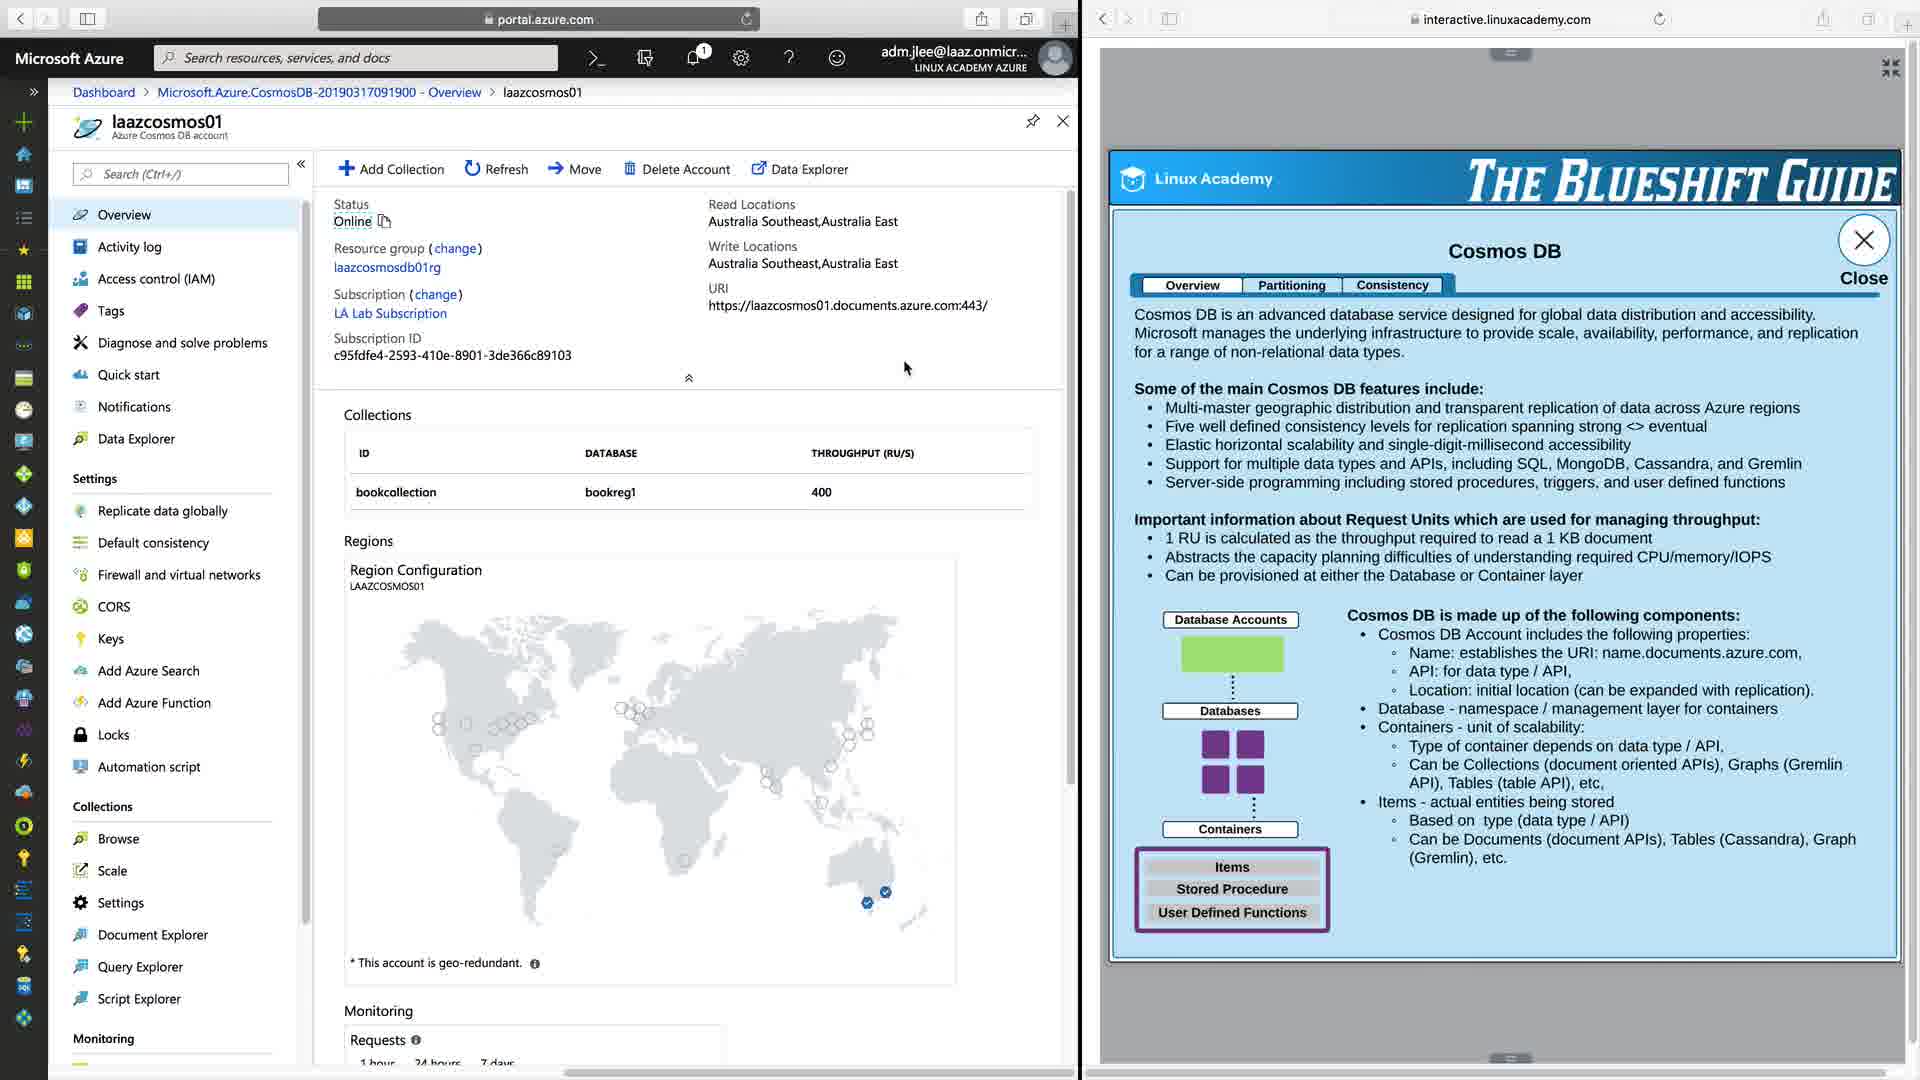 portal.azure.com
Microsoft Azure
Search resources, services, and docs
1
adm.jlee@laaz.onmicr...
LINUX ACADEMY AZURE
Dashboard > Microsoft.Azure.CosmosDB-20190317091900 - Overview > laazcosmos01
laazcosmos01
Azure Cosmos DB account
Search (Ctrl+/)
Overview
Activity log
Access control (IAM)
Tags
Diagnose and solve problems
Quick start
Notifications
Data Explorer
Settings
Replicate data globally
Default consistency
Firewall and virtual networks
CORS
Keys
Add Azure Search
Add Azure Function
Locks
Automation script
Collections
Browse
Scale
Settings
Document Explorer
Query Explorer
Script Explorer
Monitoring
Add Collection Refresh Move Delete Account Data Explorer
Status
Online
Resource group (change)
laazcosmosdb01rg
Subscription (change)
LA Lab Subscription
Subscription ID
c95fdfe4-2593-410e-8901-3de366c89103
Read Locations
Australia Southeast,Australia East
Write Locations
Australia Southeast,Australia East
URI
https://laazcosmos01.documents.azure.com:443/
Collections
ID DATABASE THROUGHPUT (RU/S)
bookcollection bookreg1 400
Regions
Region Configuration
LAAZCOSMOS01
* This account is geo-redundant.
Monitoring
Requests
1 hour 24 hours 7 days
interactive.linuxacademy.com
Linux Academy
THE BLUESHIFT GUIDE
Cosmos DB
Close
Overview Partitioning Consistency
Cosmos DB is an advanced database service designed for global data distribution and accessibility.
Microsoft manages the underlying infrastructure to provide scale, availability, performance, and replication
for a range of non-relational data types.
Some of the main Cosmos DB features include:
• Multi-master geographic distribution and transparent replication of data across Azure regions
• Five well defined consistency levels for replication spanning strong <> eventual
• Elastic horizontal scalability and single-digit-millisecond accessibility
• Support for multiple data types and APIs, including SQL, MongoDB, Cassandra, and Gremlin
• Server-side programming including stored procedures, triggers, and user defined functions
Important information about Request Units which are used for managing throughput:
• 1 RU is calculated as the throughput required to read a 1 KB document
• Abstracts the capacity planning difficulties of understanding required CPU/memory/IOPS
• Can be provisioned at either the Database or Container layer
Database Accounts
Databases
Containers
Items
Stored Procedure
User Defined Functions
Cosmos DB is made up of the following components:
• Cosmos DB Account includes the following properties:
◦ Name: establishes the URI: name.documents.azure.com,
◦ API: for data type / API,
◦ Location: initial location (can be expanded with replication).
• Database - namespace / management layer for containers
• Containers - unit of scalability:
◦ Type of container depends on data type / API,
◦ Can be Collections (document oriented APIs), Graphs (Gremlin
API), Tables (table API), etc,
• Items - actual entities being stored
◦ Based on type (data type / API)
◦ Can be Documents (document APIs), Tables (Cassandra), Graph
(Gremlin), etc.